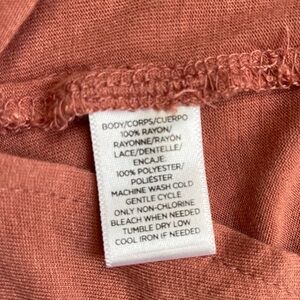 BODY/CORPS/CUERPO
100% RAYON/
RAYONNE/RAYÓN
LACE/DENTELLE/
ENCAJE:
100% POLYESTER/
POLIÉSTER
MACHINE WASH COLD
GENTLE CYCLE
ONLY NON-CHLORINE
BLEACH WHEN NEEDED
TUMBLE DRY LOW
COOL IRON IF NEEDED